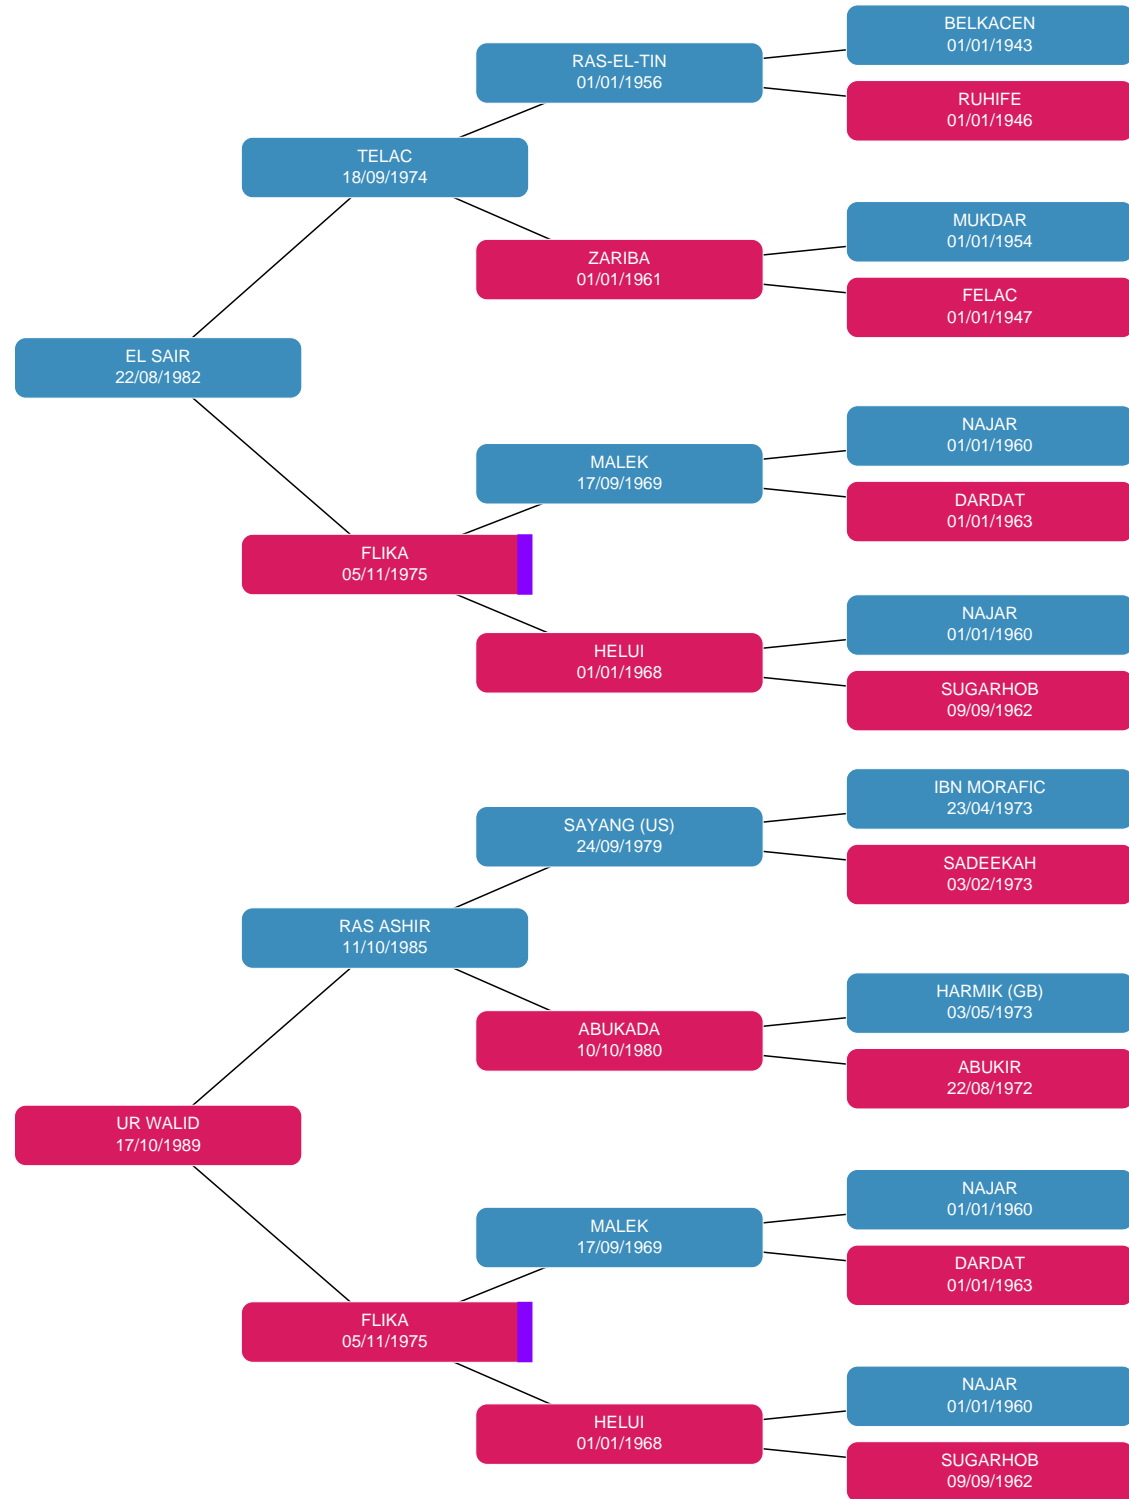 BELKACEN
01/01/1943
RAS-EL-TIN
01/01/1956
RUHIFE
01/01/1946
TELAC
18/09/1974
MUKDAR
01/01/1954
ZARIBA
01/01/1961
FELAC
01/01/1947
EL SAIR
22/08/1982
NAJAR
01/01/1960
MALEK
17/09/1969
DARDAT
01/01/1963
FLIKA
05/11/1975
NAJAR
01/01/1960
HELUI
01/01/1968
SUGARHOB
09/09/1962
IBN MORAFIC
23/04/1973
SAYANG (US)
24/09/1979
SADEEKAH
03/02/1973
RAS ASHIR
11/10/1985
HARMIK (GB)
03/05/1973
ABUKADA
10/10/1980
ABUKIR
22/08/1972
UR WALID
17/10/1989
NAJAR
01/01/1960
MALEK
17/09/1969
DARDAT
01/01/1963
FLIKA
05/11/1975
NAJAR
01/01/1960
HELUI
01/01/1968
SUGARHOB
09/09/1962